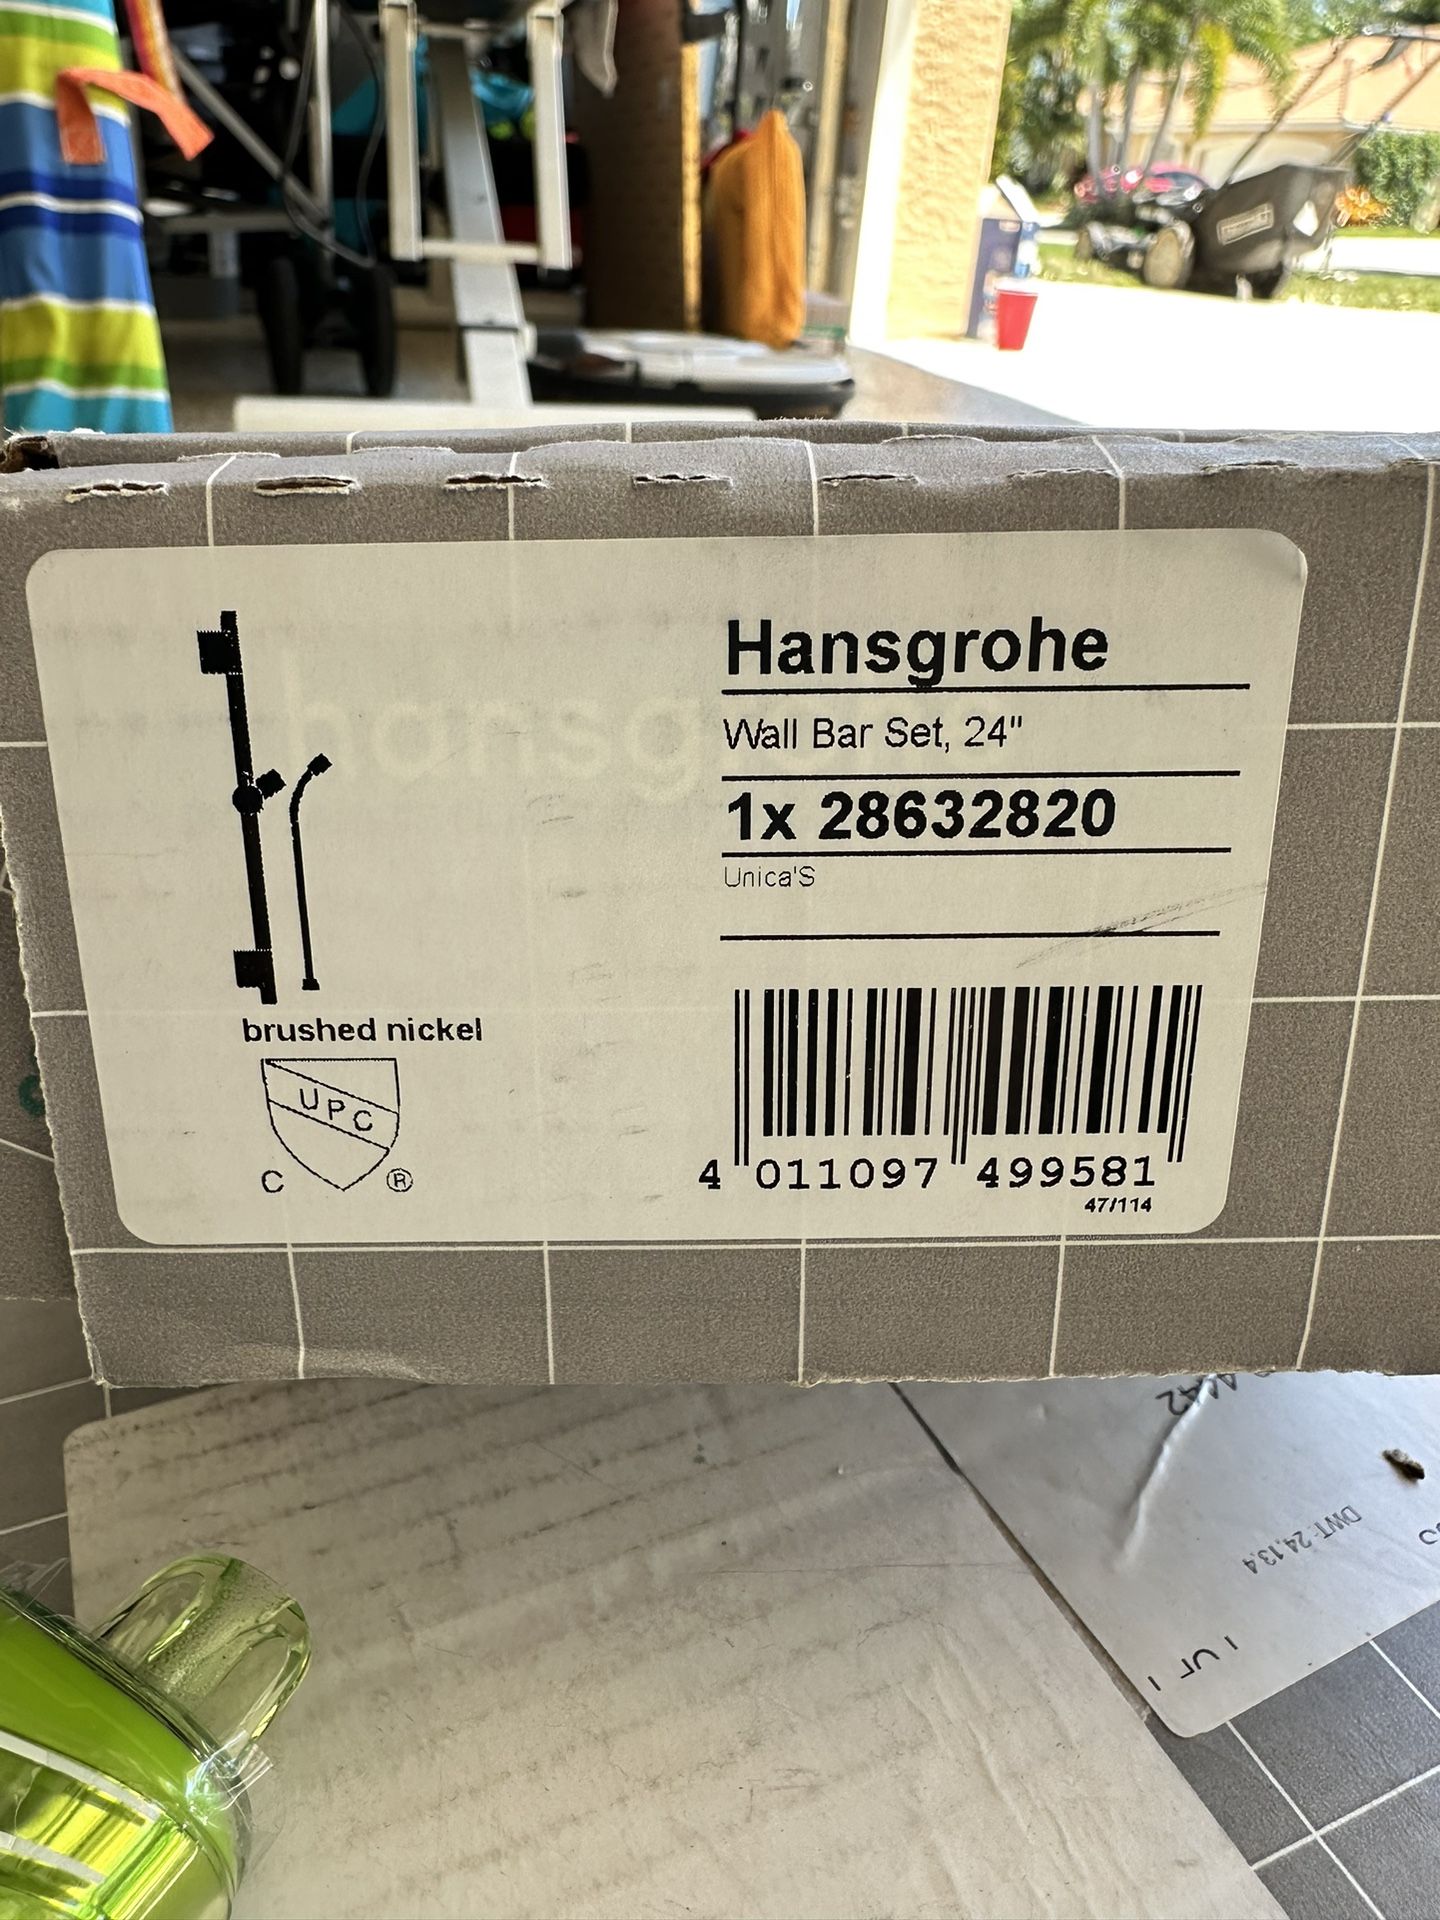 Hansgrohe
Wall Bar Set, 24"
1x 28632820
Unica'S
brushed nickel
UPC
C ®
4 011097 499581
47/114
hansg
DWT: 24,13,4